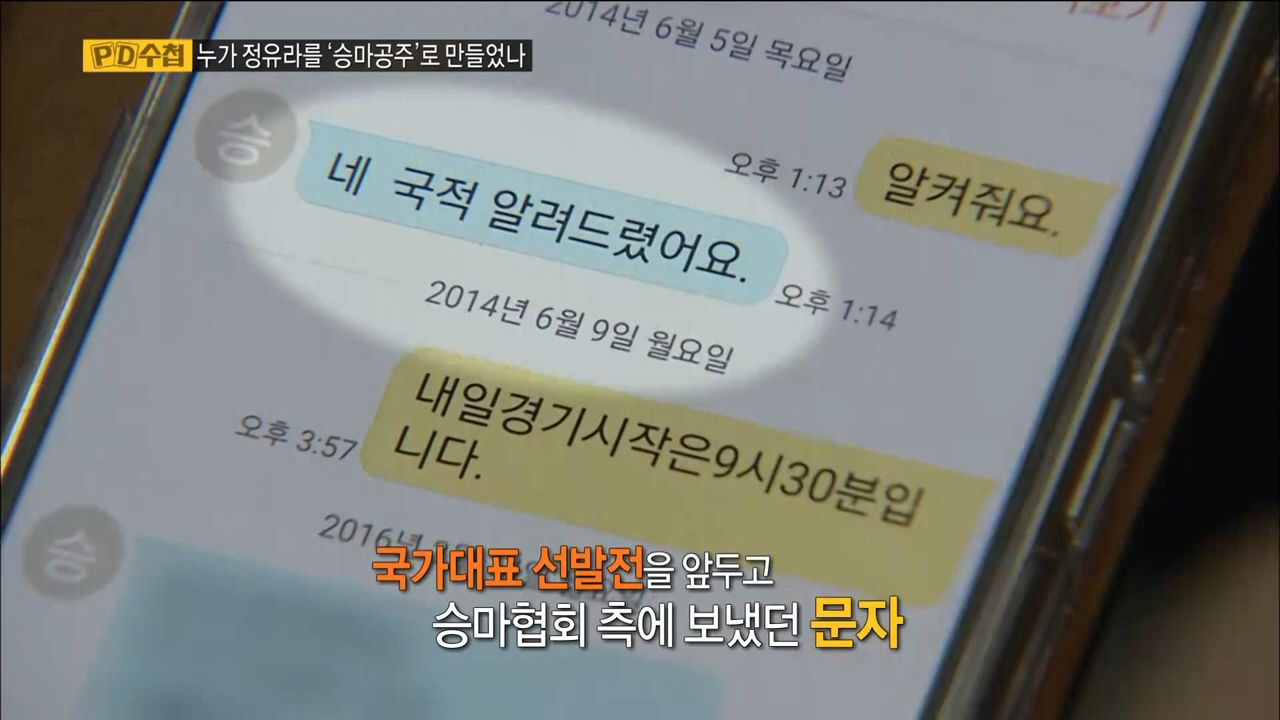 PD수첩 누가 정유라를 ‘승마공주’로 만들었나
2014년 6월 5일 목요일
오후 1:13 알켜줘요.
승
네 국적 알려드렸어요.
오후 1:14
2014년 6월 9일 월요일
오후 3:57
내일경기시작은9시30분입
니다.
승
2016년
국가대표 선발전을 앞두고
승마협회 측에 보냈던 문자